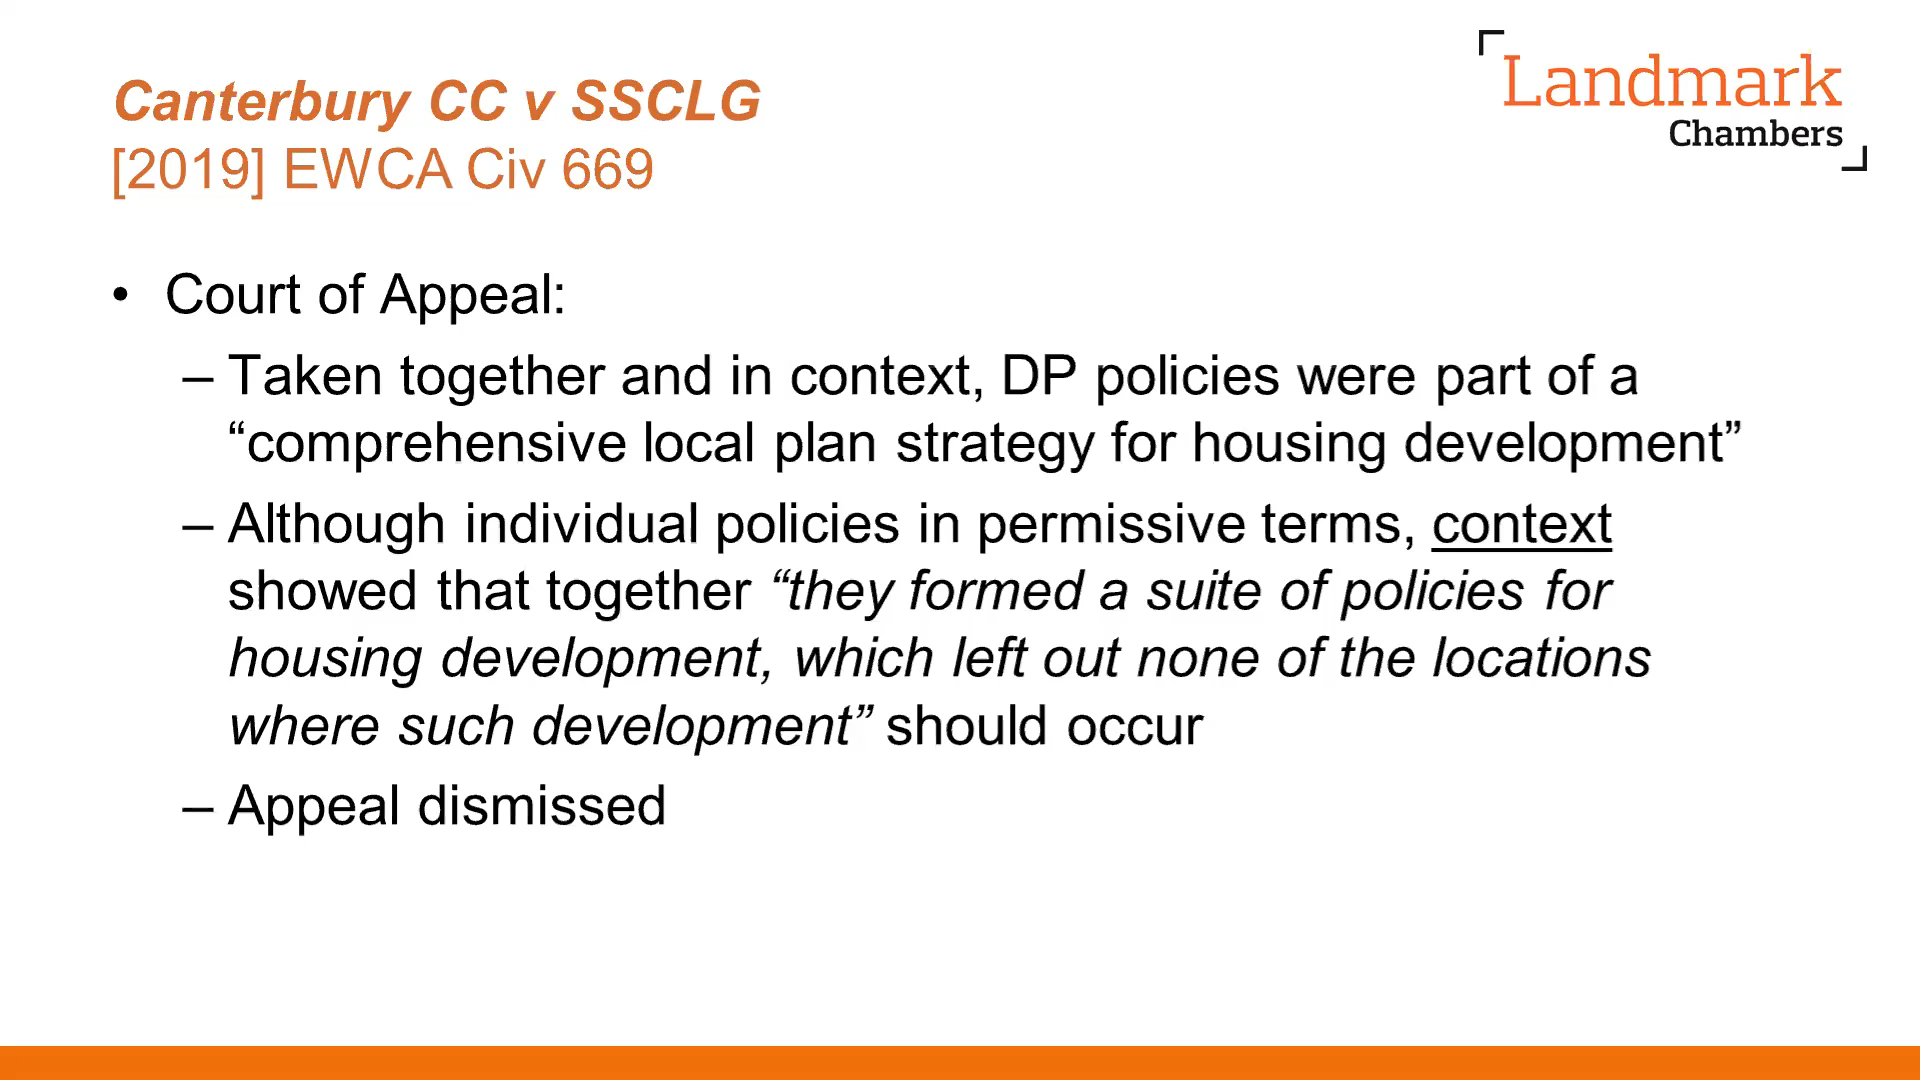 Canterbury CC v SSCLG
[2019] EWCA Civ 669
Landmark
Chambers
• Court of Appeal:
– Taken together and in context, DP policies were part of a
“comprehensive local plan strategy for housing development”
– Although individual policies in permissive terms, context
showed that together “they formed a suite of policies for
housing development, which left out none of the locations
where such development” should occur
– Appeal dismissed